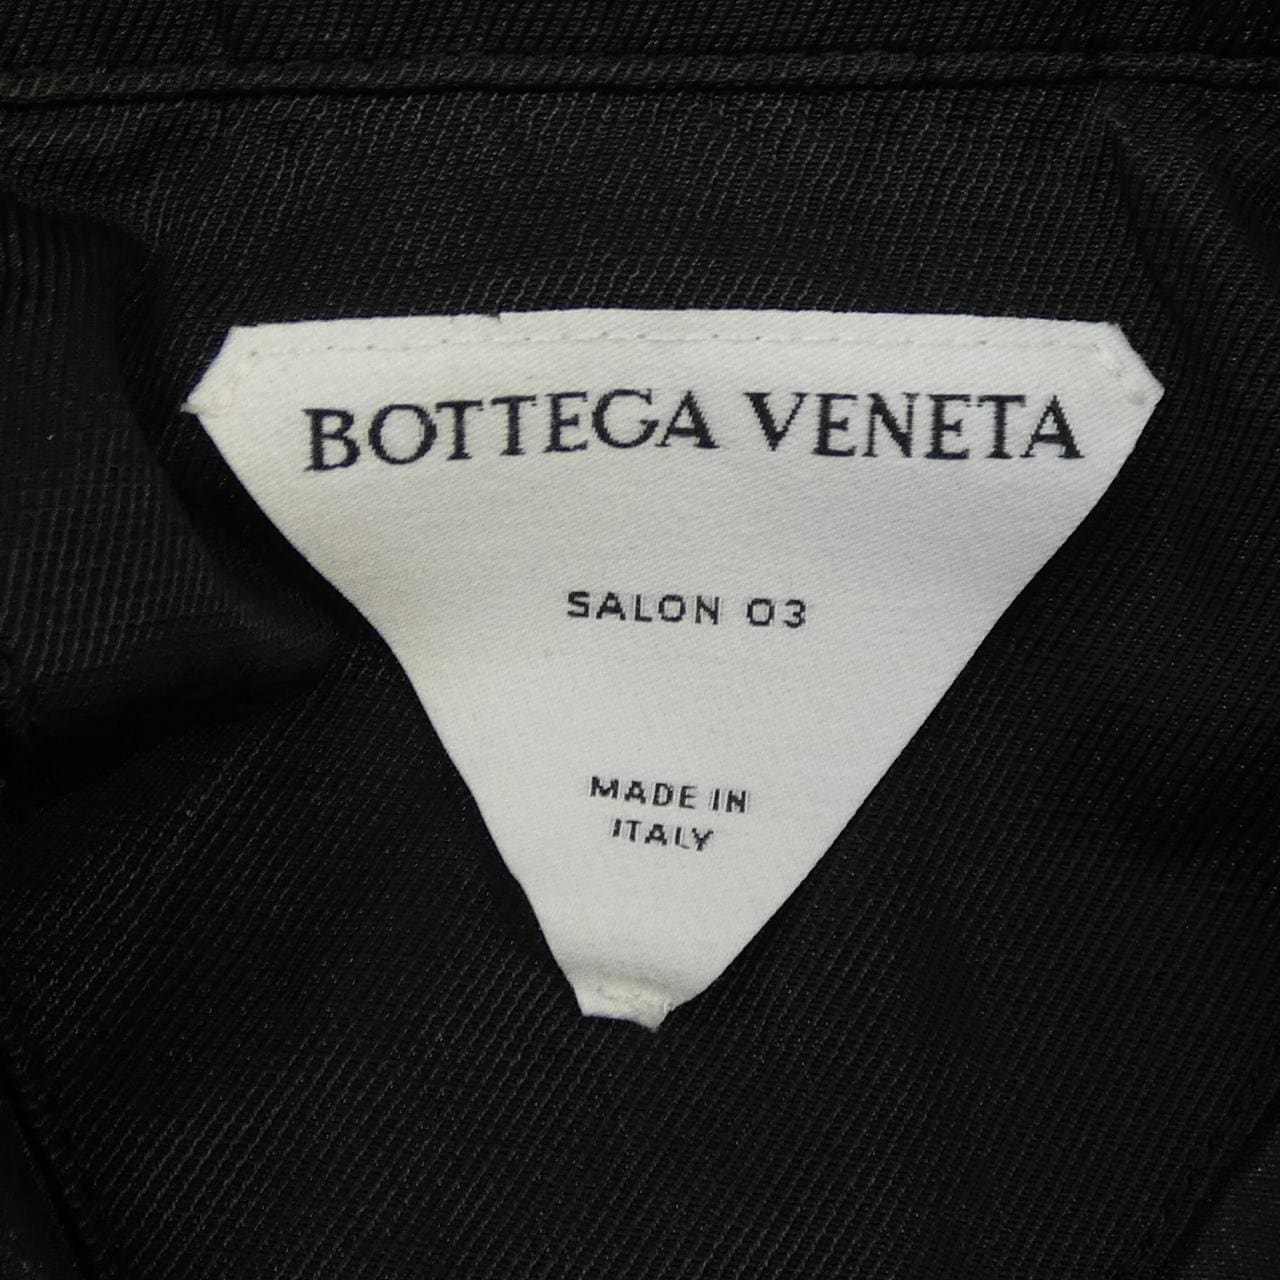 BOTTEGA VENETA
SALON 03
MADE IN
ITALY